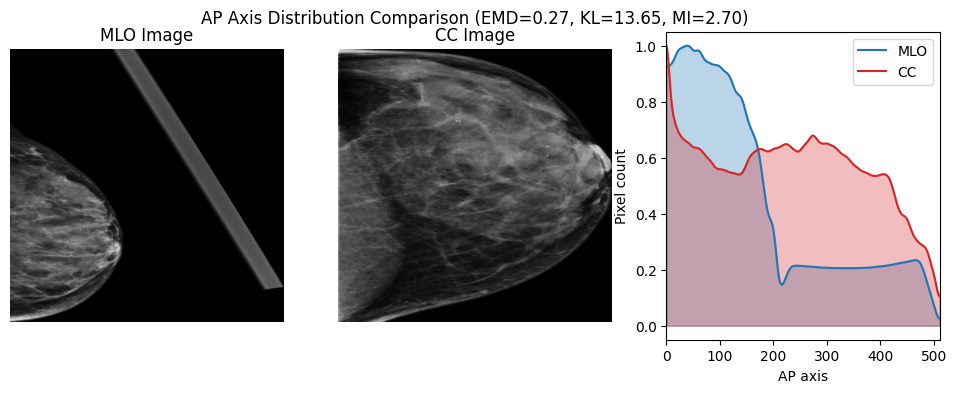 AP Axis Distribution Comparison (EMD=0.27, KL=13.65, MI=2.70)
MLO Image
CC Image
MLO
CC
Pixel count
1.0
0.8
0.6
0.4
0.2
0.0
0 100 200 300 400 500
AP axis